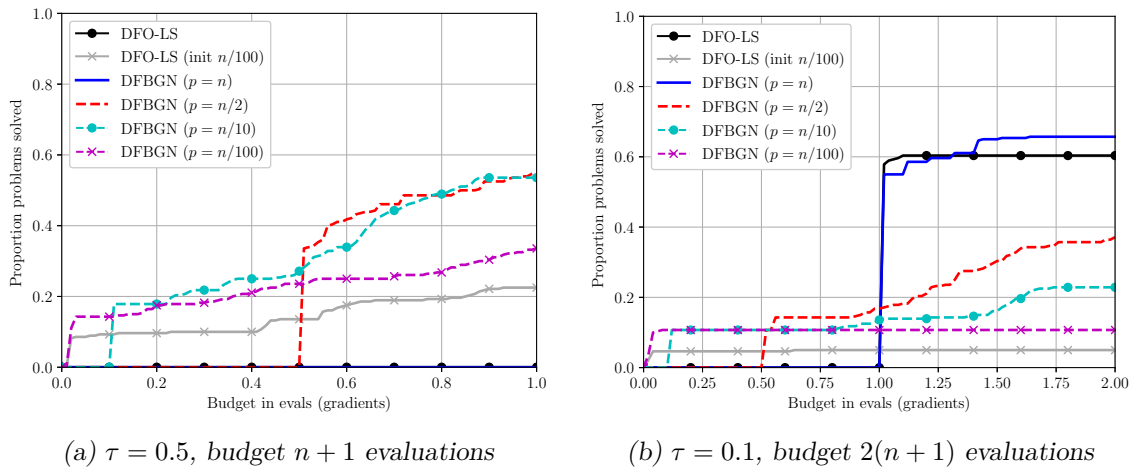 1.0
0.8
0.6
0.4
0.2
0.0
Proportion problems solved
DFO-LS
DFO-LS (init n/100)
DFBGN (p = n)
DFBGN (p = n/2)
DFBGN (p = n/10)
DFBGN (p = n/100)
0.0 0.2 0.4 0.6 0.8 1.0
Budget in evals (gradients)
(a) τ = 0.5, budget n + 1 evaluations
1.0
0.8
0.6
0.4
0.2
0.0
Proportion problems solved
DFO-LS
DFO-LS (init n/100)
DFBGN (p = n)
DFBGN (p = n/2)
DFBGN (p = n/10)
DFBGN (p = n/100)
0.00 0.25 0.50 0.75 1.00 1.25 1.50 1.75 2.00
Budget in evals (gradients)
(b) τ = 0.1, budget 2(n + 1) evaluations